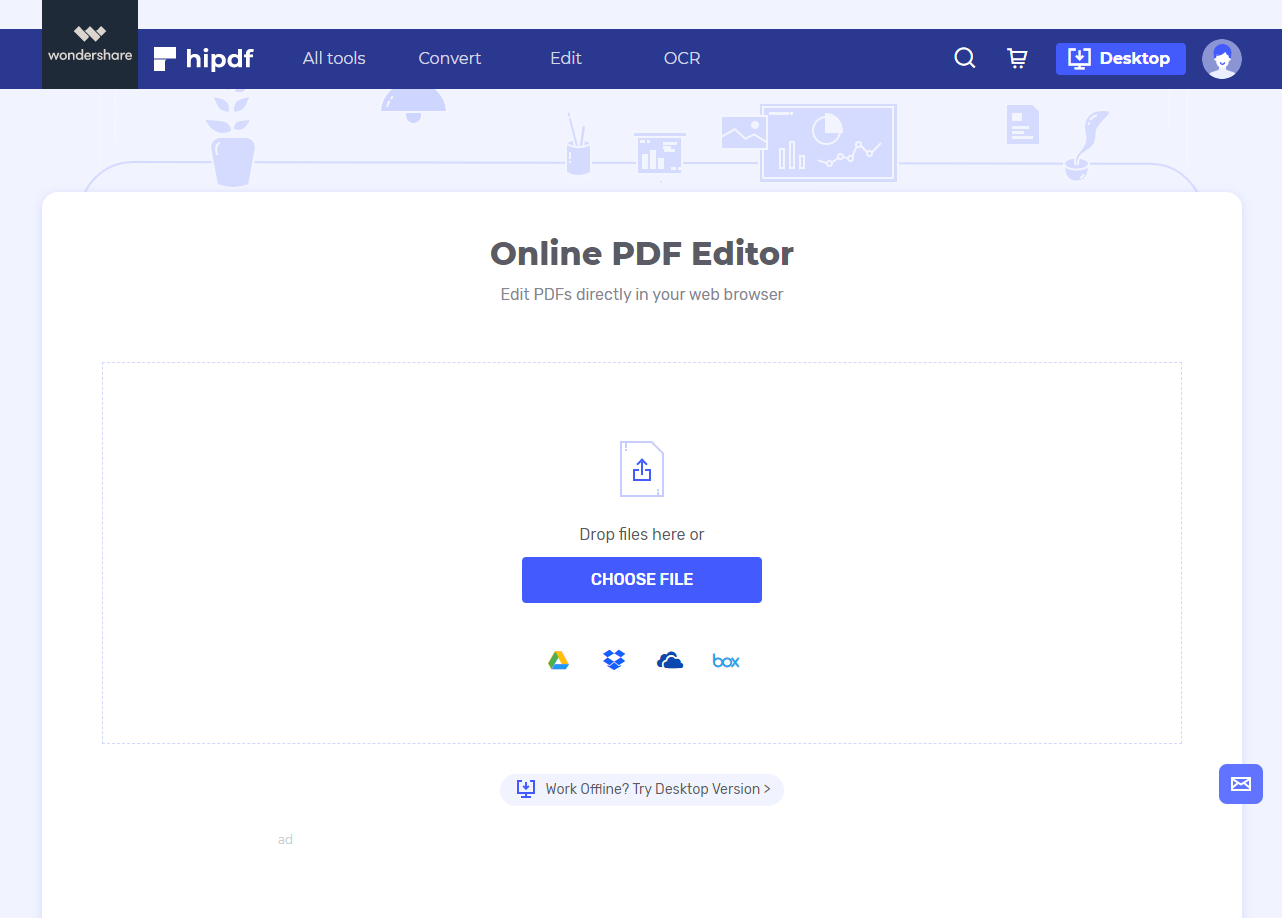 wondershare
hipdf
All tools
Convert
Edit
OCR
Desktop
Online PDF Editor
Edit PDFs directly in your web browser
Drop files here or
CHOOSE FILE
box
Work Offline? Try Desktop Version >
ad